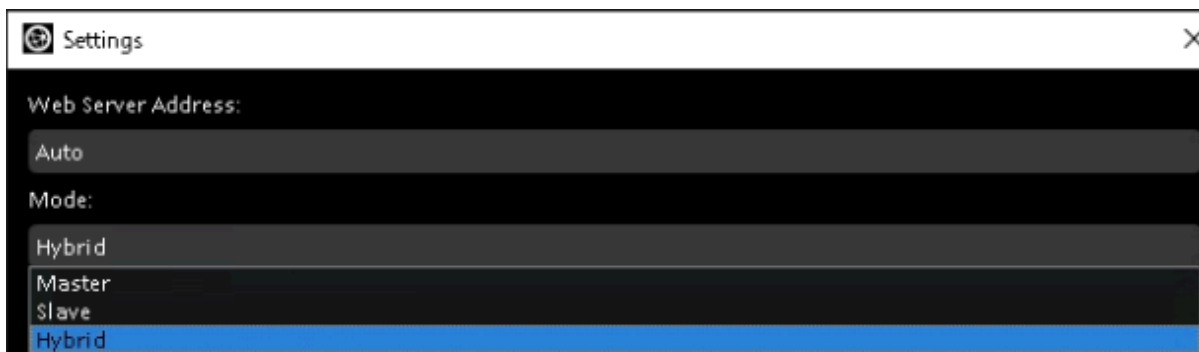 Settings
Web Server Address:
Auto
Mode:
Hybrid
Master
Slave
Hybrid